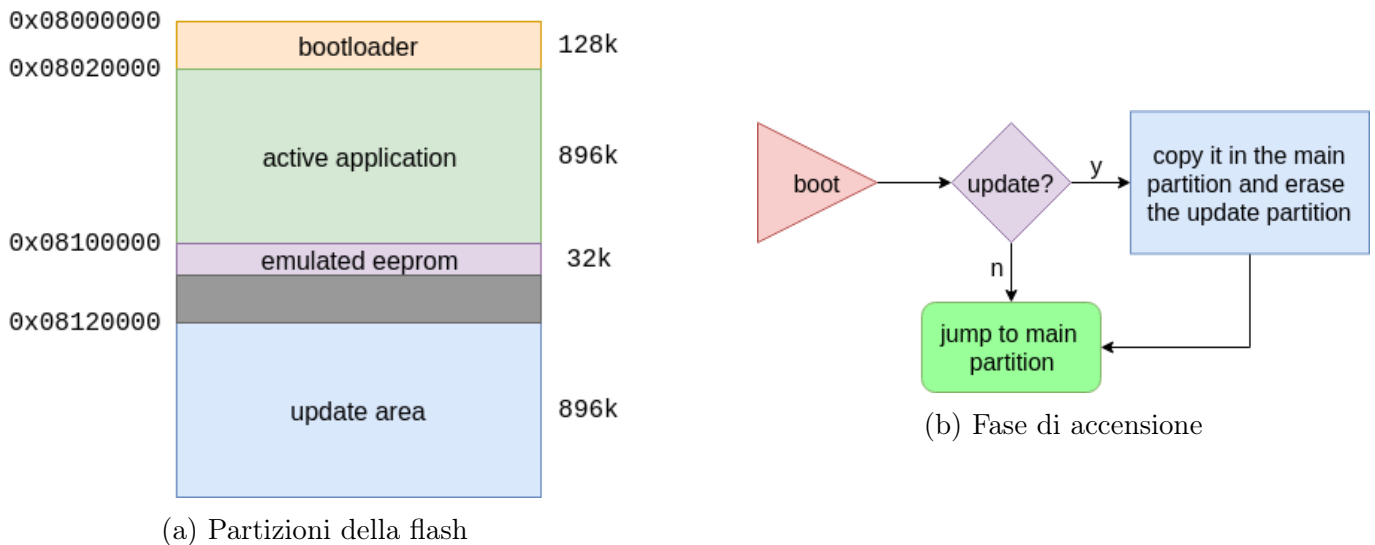 0x08000000
bootloader
128k
0x08020000
active application
896k
0x08100000
emulated eeprom
32k
0x08120000
update area
896k
(a) Partizioni della flash
boot
update?
y
copy it in the main
partition and erase
the update partition
n
jump to main
partition
(b) Fase di accensione